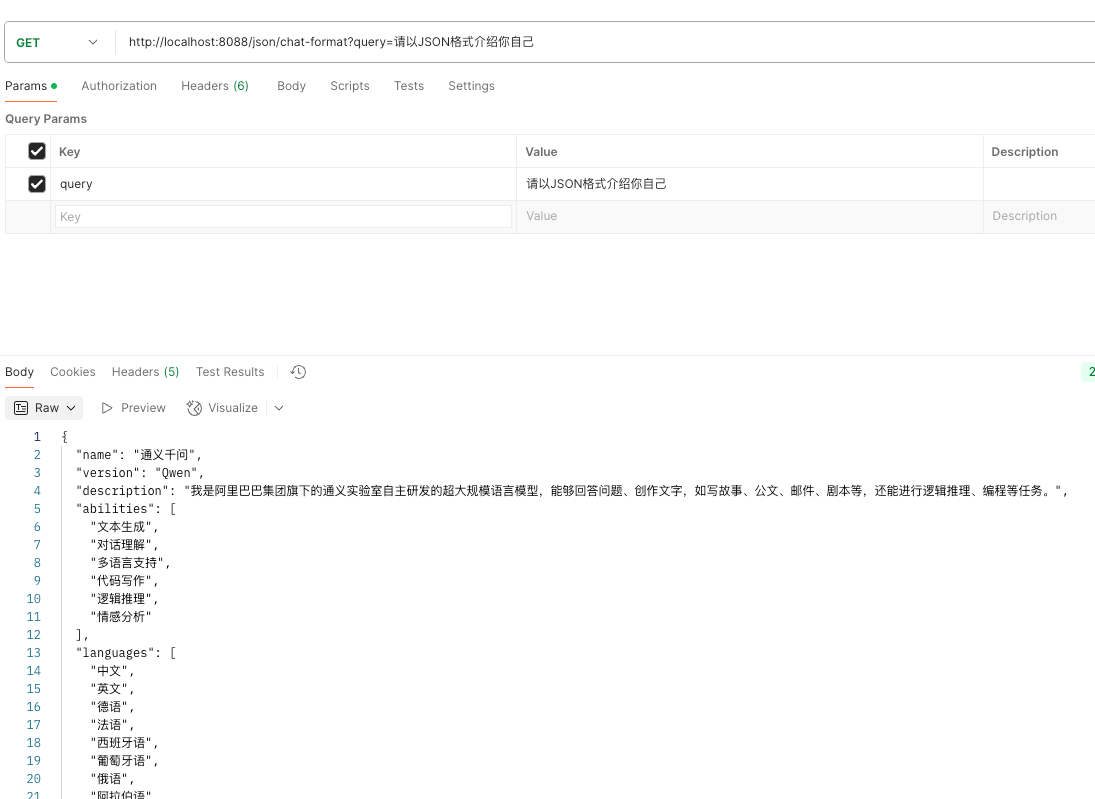 GET http://localhost:8088/json/chat-format?query=请以JSON格式介绍你自己
Params Authorization Headers (6) Body Scripts Tests Settings
Query Params
Key Value Description
query 请以JSON格式介绍你自己
Key Value Description
Body Cookies Headers (5) Test Results 2
Raw Preview Visualize
1 {
2 "name": "通义千问",
3 "version": "Qwen",
4 "description": "我是阿里巴巴集团旗下的通义实验室自主研发的超大规模语言模型，能够回答问题、创作文字，如写故事、公文、邮件、剧本等，还能进行逻辑推理、编程等任务。",
5 "abilities": [
6 "文本生成",
7 "对话理解",
8 "多语言支持",
9 "代码写作",
10 "逻辑推理",
11 "情感分析"
12 ],
13 "languages": [
14 "中文",
15 "英文",
16 "德语",
17 "法语",
18 "西班牙语",
19 "葡萄牙语",
20 "俄语",
21 "阿拉伯语"